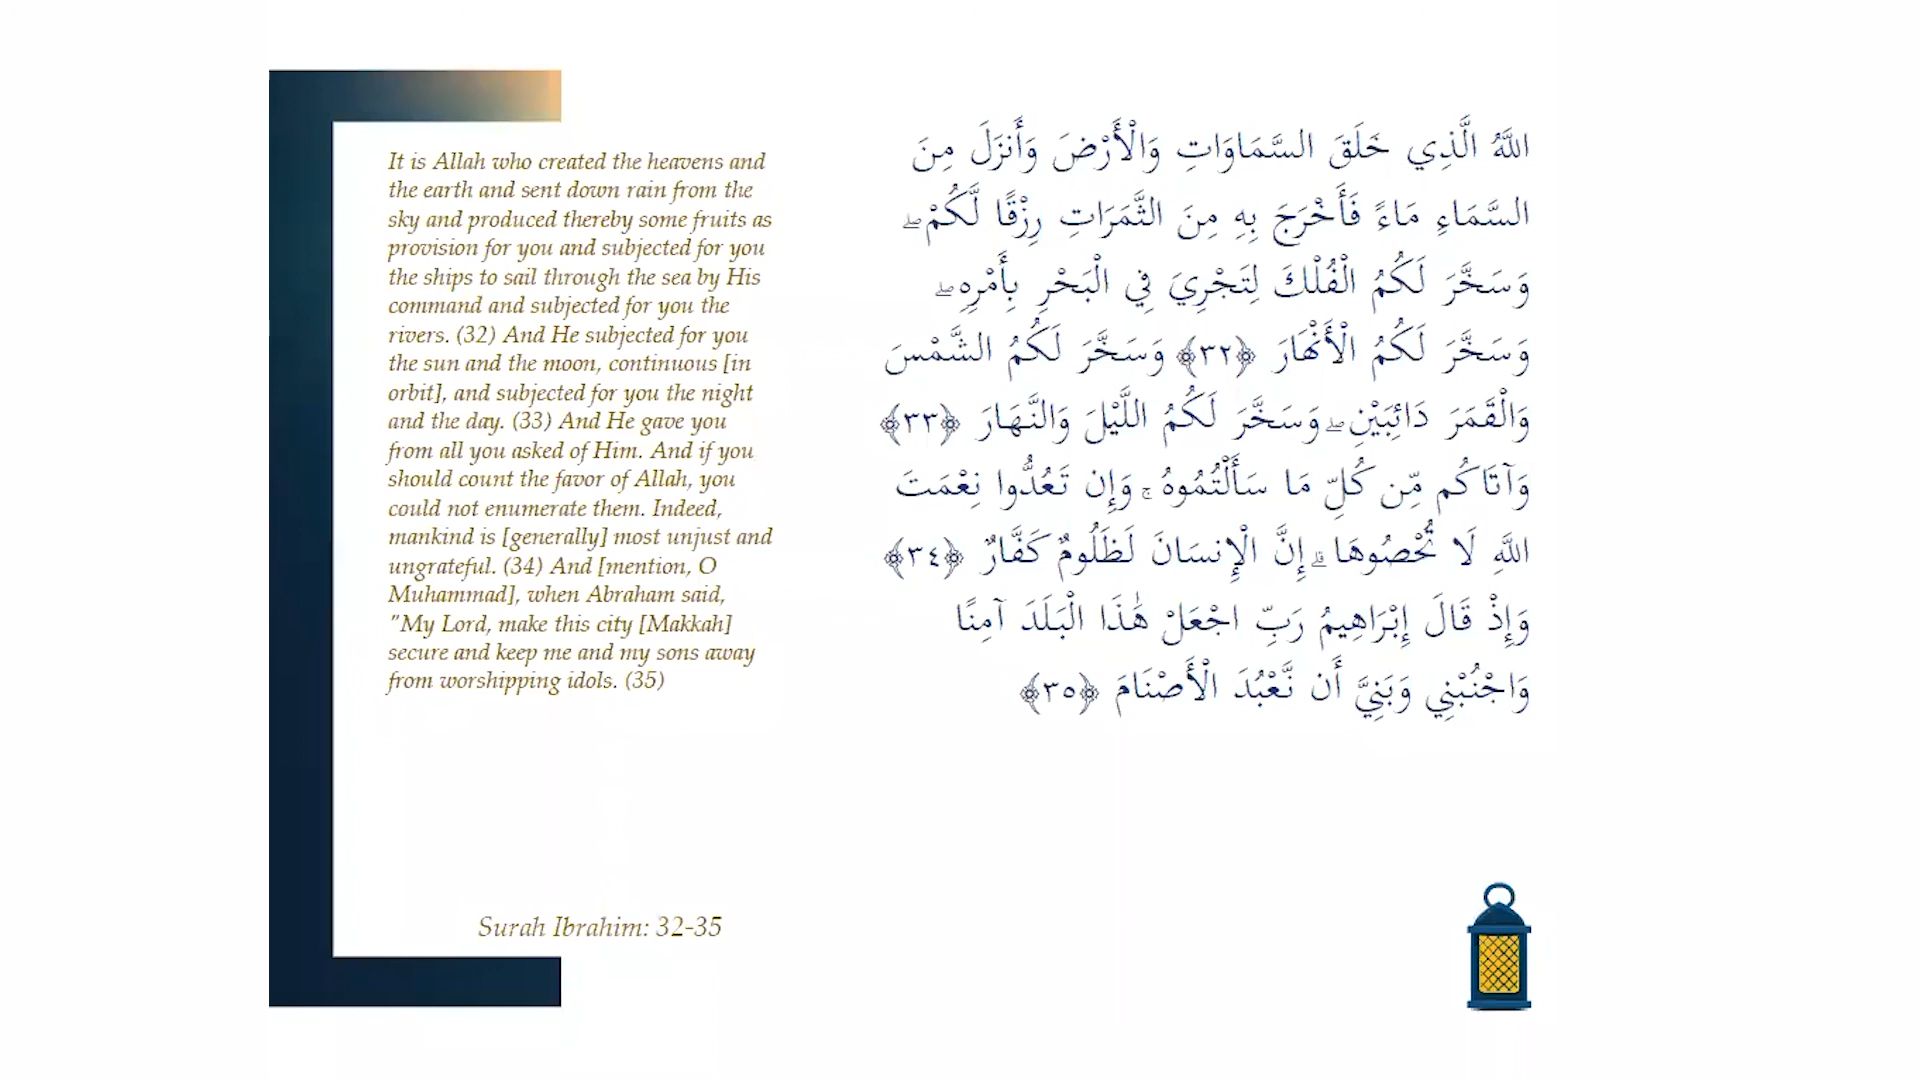 It is Allah who created the heavens and
the earth and sent down rain from the
sky and produced thereby some fruits as
provision for you and subjected for you
the ships to sail through the sea by His
command and subjected for you the
rivers. (32) And He subjected for you
the sun and the moon, continuous [in
orbit], and subjected for you the night
and the day. (33) And He gave you
from all you asked of Him. And if you
should count the favor of Allah, you
could not enumerate them. Indeed,
mankind is [generally] most unjust and
ungrateful. (34) And [mention, O
Muhammad], when Abraham said,
"My Lord, make this city [Makkah]
secure and keep me and my sons away
from worshipping idols. (35)
Surah Ibrahim: 32-35
اللَّهُ الَّذِي خَلَقَ السَّمَاوَاتِ وَالْأَرْضَ وَأَنزَلَ مِنَ
السَّمَاءِ مَاءً فَأَخْرَجَ بِهِ مِنَ الثَّمَرَاتِ رِزْقًا لَّكُمْ ۖ
وَسَخَّرَ لَكُمُ الْفُلْكَ لِتَجْرِيَ فِي الْبَحْرِ بِأَمْرِهِ ۖ
وَسَخَّرَ لَكُمُ الْأَنْهَارَ ﴿٣٢﴾ وَسَخَّرَ لَكُمُ الشَّمْسَ
وَالْقَمَرَ دَائِبَيْنِ ۖ وَسَخَّرَ لَكُمُ اللَّيْلَ وَالنَّهَارَ ﴿٣٣﴾
وَآتَاكُم مِّن كُلِّ مَا سَأَلْتُمُوهُ ۚ وَإِن تَعُدُّوا نِعْمَتَ
اللَّهِ لَا تُحْصُوهَا ۗ إِنَّ الْإِنسَانَ لَظَلُومٌ كَفَّارٌ ﴿٣٤﴾
وَإِذْ قَالَ إِبْرَاهِيمُ رَبِّ اجْعَلْ هَٰذَا الْبَلَدَ آمِنًا
وَاجْنُبْنِي وَبَنِيَّ أَن نَّعْبُدَ الْأَصْنَامَ ﴿٣٥﴾